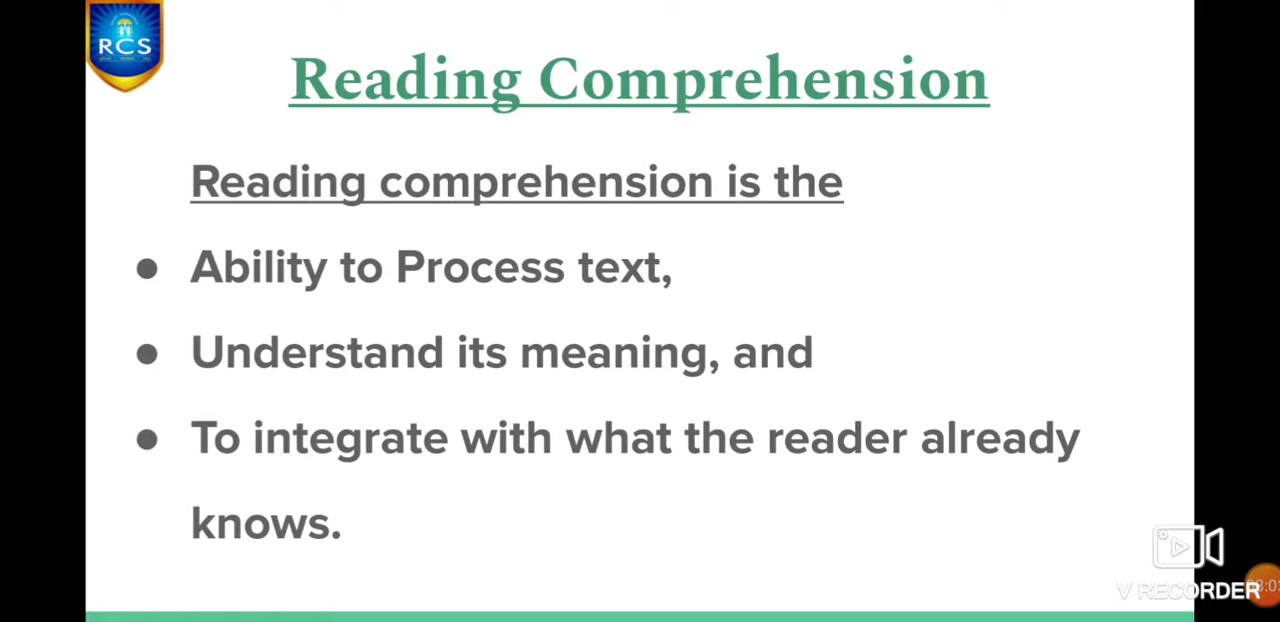 RCS
Reading Comprehension
Reading comprehension is the
● Ability to Process text,
● Understand its meaning, and
● To integrate with what the reader already
knows.
V RECORDER